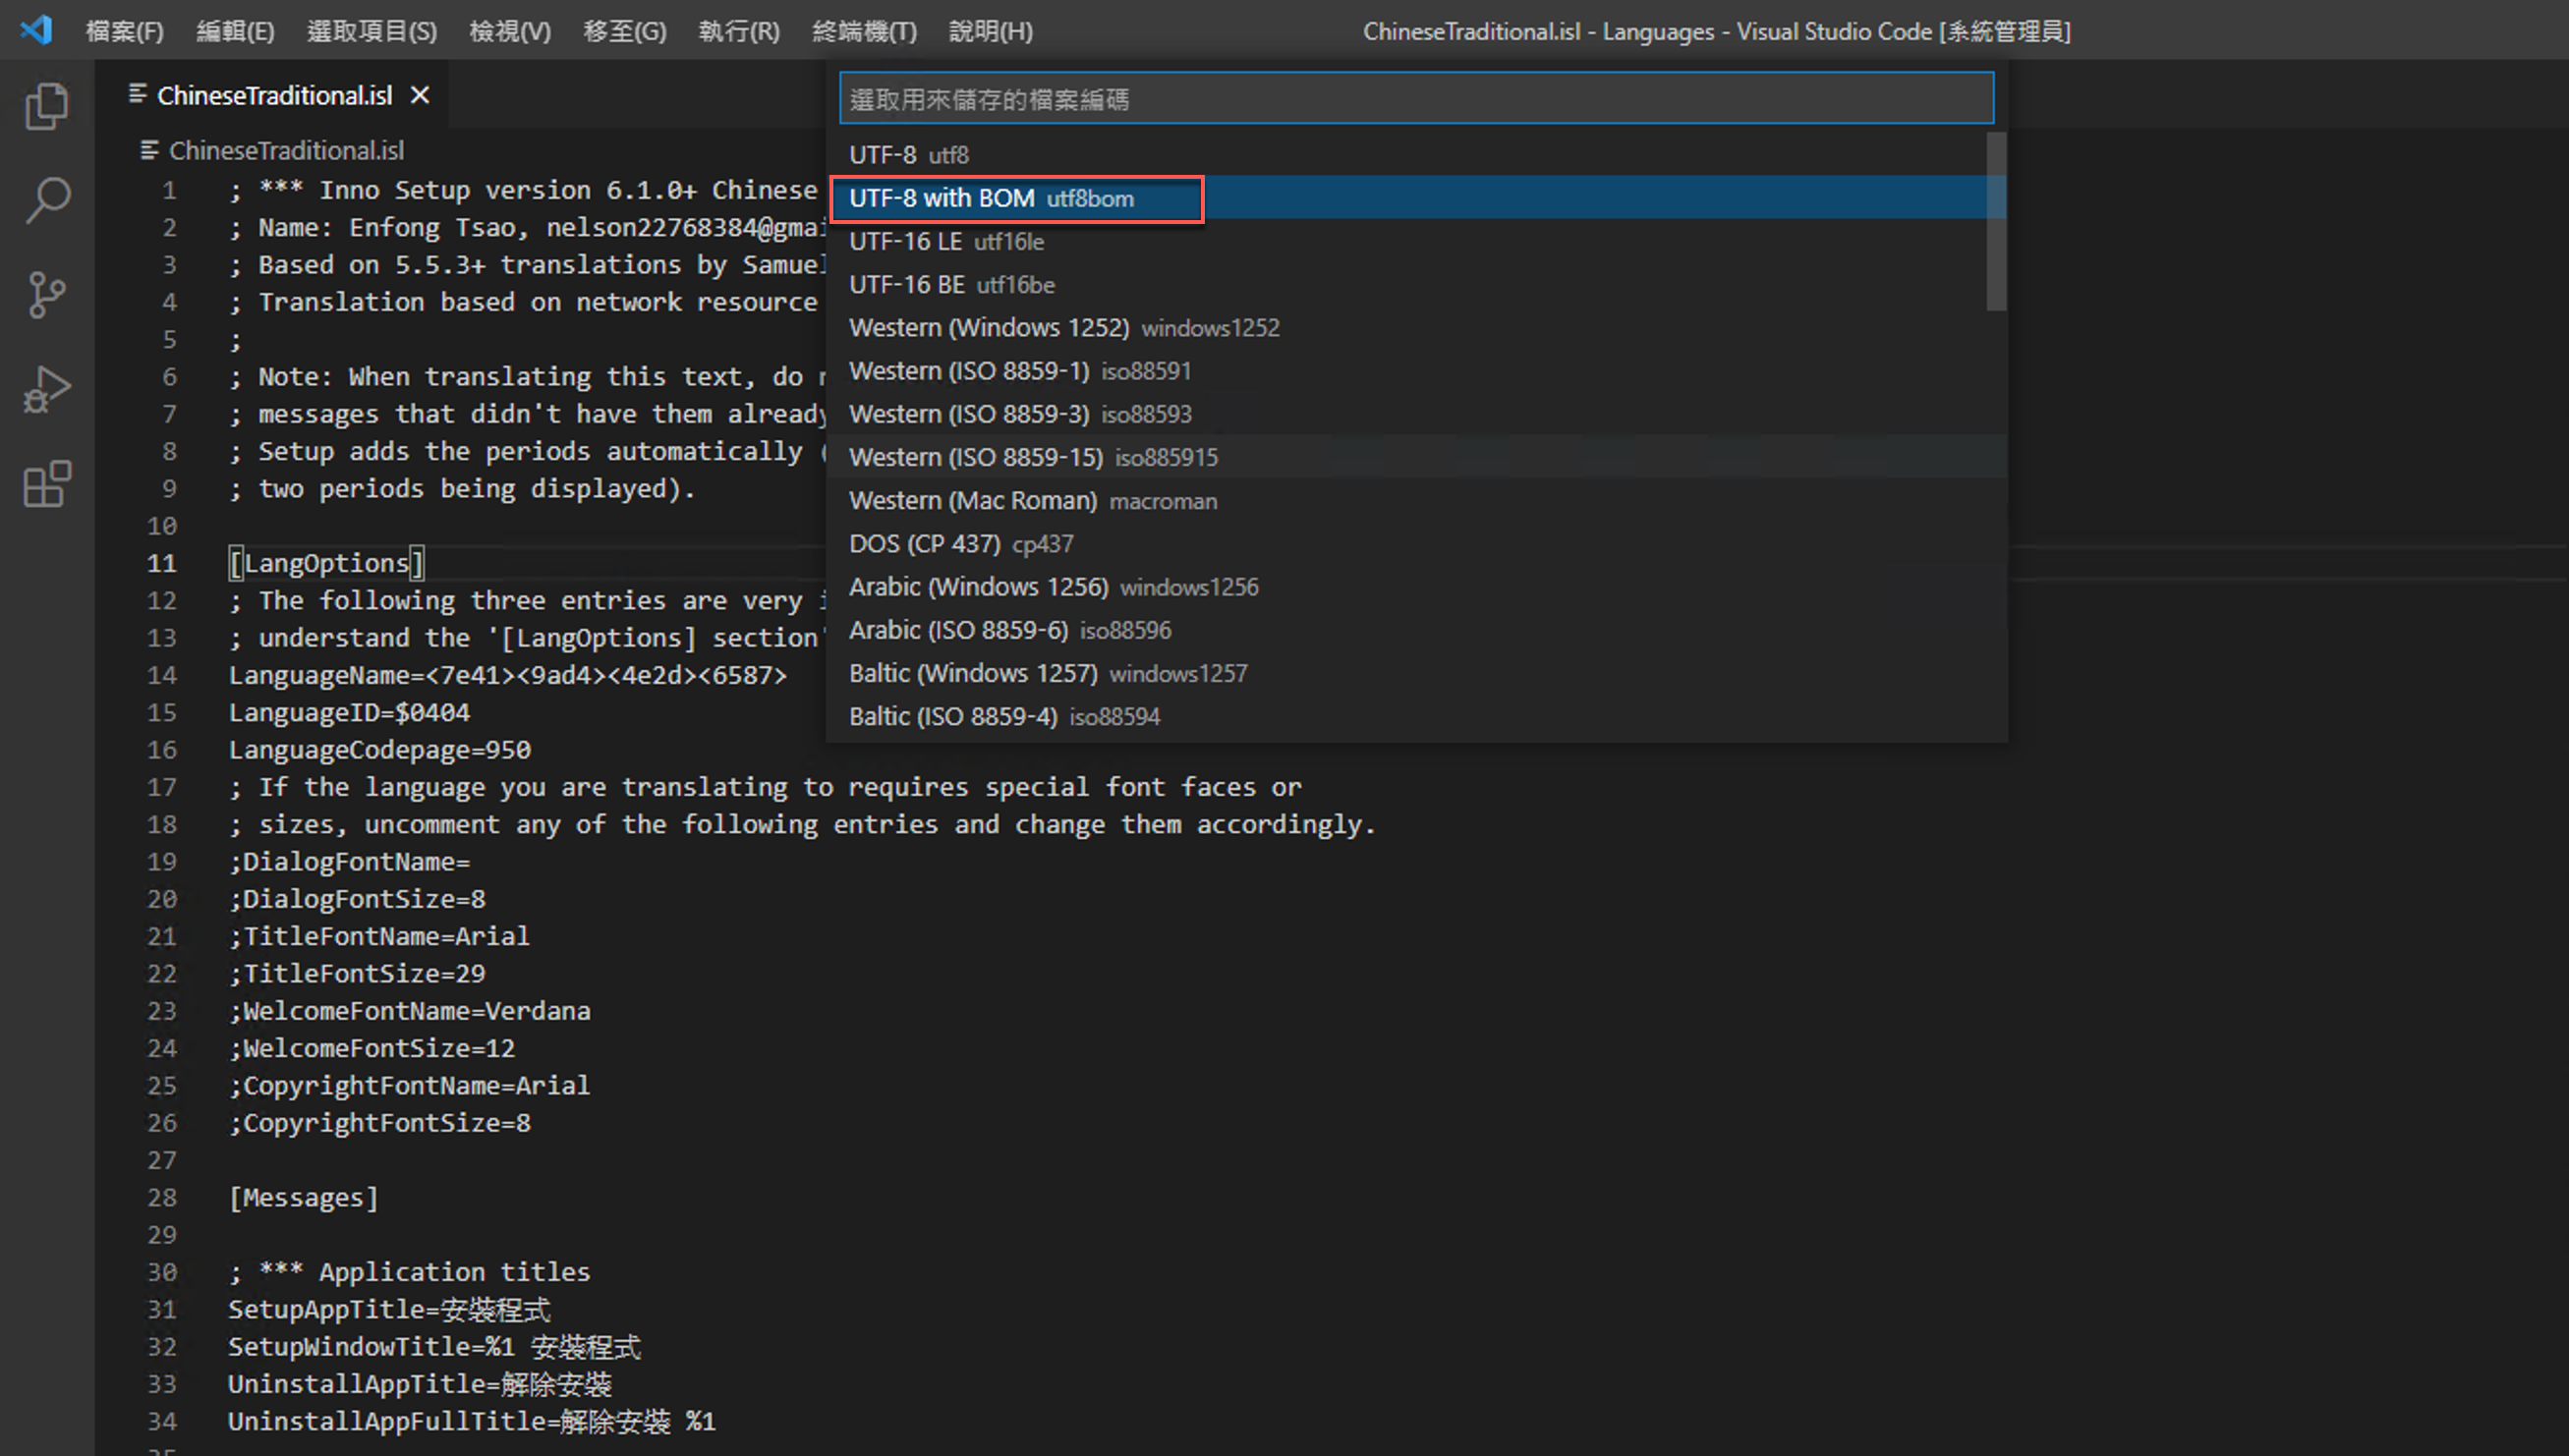 檔案(F) 編輯(E) 選取項目(S) 檢視(V) 移至(G) 執行(R) 終端機(T) 說明(H) ChineseTraditional.isl - Languages - Visual Studio Code [系統管理員]
ChineseTraditional.isl
選取用來儲存的檔案編碼
UTF-8 utf8
UTF-8 with BOM utf8bom
UTF-16 LE utf16le
UTF-16 BE utf16be
Western (Windows 1252) windows1252
Western (ISO 8859-1) iso88591
Western (ISO 8859-3) iso88593
Western (ISO 8859-15) iso885915
Western (Mac Roman) macroman
DOS (CP 437) cp437
Arabic (Windows 1256) windows1256
Arabic (ISO 8859-6) iso88596
Baltic (Windows 1257) windows1257
Baltic (ISO 8859-4) iso88594
ChineseTraditional.isl
1 ; *** Inno Setup version 6.1.0+ Chinese
2 ; Name: Enfong Tsao, nelson22768384@gmai
3 ; Based on 5.5.3+ translations by Samuel
4 ; Translation based on network resource
5 ;
6 ; Note: When translating this text, do
7 ; messages that didn't have them already
8 ; Setup adds the periods automatically (
9 ; two periods being displayed).
10
11 [LangOptions]
12 ; The following three entries are very i
13 ; understand the '[LangOptions] section'
14 LanguageName=<7e41><9ad4><4e2d><6587>
15 LanguageID=$0404
16 LanguageCodepage=950
17 ; If the language you are translating to requires special font faces or
18 ; sizes, uncomment any of the following entries and change them accordingly.
19 ;DialogFontName=
20 ;DialogFontSize=8
21 ;TitleFontName=Arial
22 ;TitleFontSize=29
23 ;WelcomeFontName=Verdana
24 ;WelcomeFontSize=12
25 ;CopyrightFontName=Arial
26 ;CopyrightFontSize=8
27
28 [Messages]
29
30 ; *** Application titles
31 SetupAppTitle=安裝程式
32 SetupWindowTitle=%1 安裝程式
33 UninstallAppTitle=解除安裝
34 UninstallAppFullTitle=解除安裝 %1